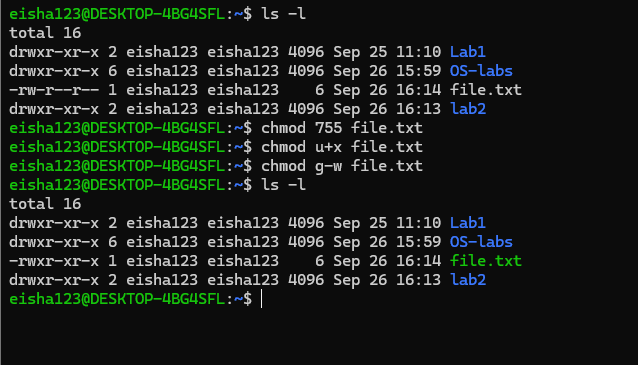 eisha123@DESKTOP-4BG4SFL:~$ ls -l
total 16
drwxr-xr-x 2 eisha123 eisha123 4096 Sep 25 11:10 Lab1
drwxr-xr-x 6 eisha123 eisha123 4096 Sep 26 15:59 OS-labs
-rw-r--r-- 1 eisha123 eisha123    6 Sep 26 16:14 file.txt
drwxr-xr-x 2 eisha123 eisha123 4096 Sep 26 16:13 lab2
eisha123@DESKTOP-4BG4SFL:~$ chmod 755 file.txt
eisha123@DESKTOP-4BG4SFL:~$ chmod u+x file.txt
eisha123@DESKTOP-4BG4SFL:~$ chmod g-w file.txt
eisha123@DESKTOP-4BG4SFL:~$ ls -l
total 16
drwxr-xr-x 2 eisha123 eisha123 4096 Sep 25 11:10 Lab1
drwxr-xr-x 6 eisha123 eisha123 4096 Sep 26 15:59 OS-labs
-rwxr-xr-x 1 eisha123 eisha123    6 Sep 26 16:14 file.txt
drwxr-xr-x 2 eisha123 eisha123 4096 Sep 26 16:13 lab2
eisha123@DESKTOP-4BG4SFL:~$